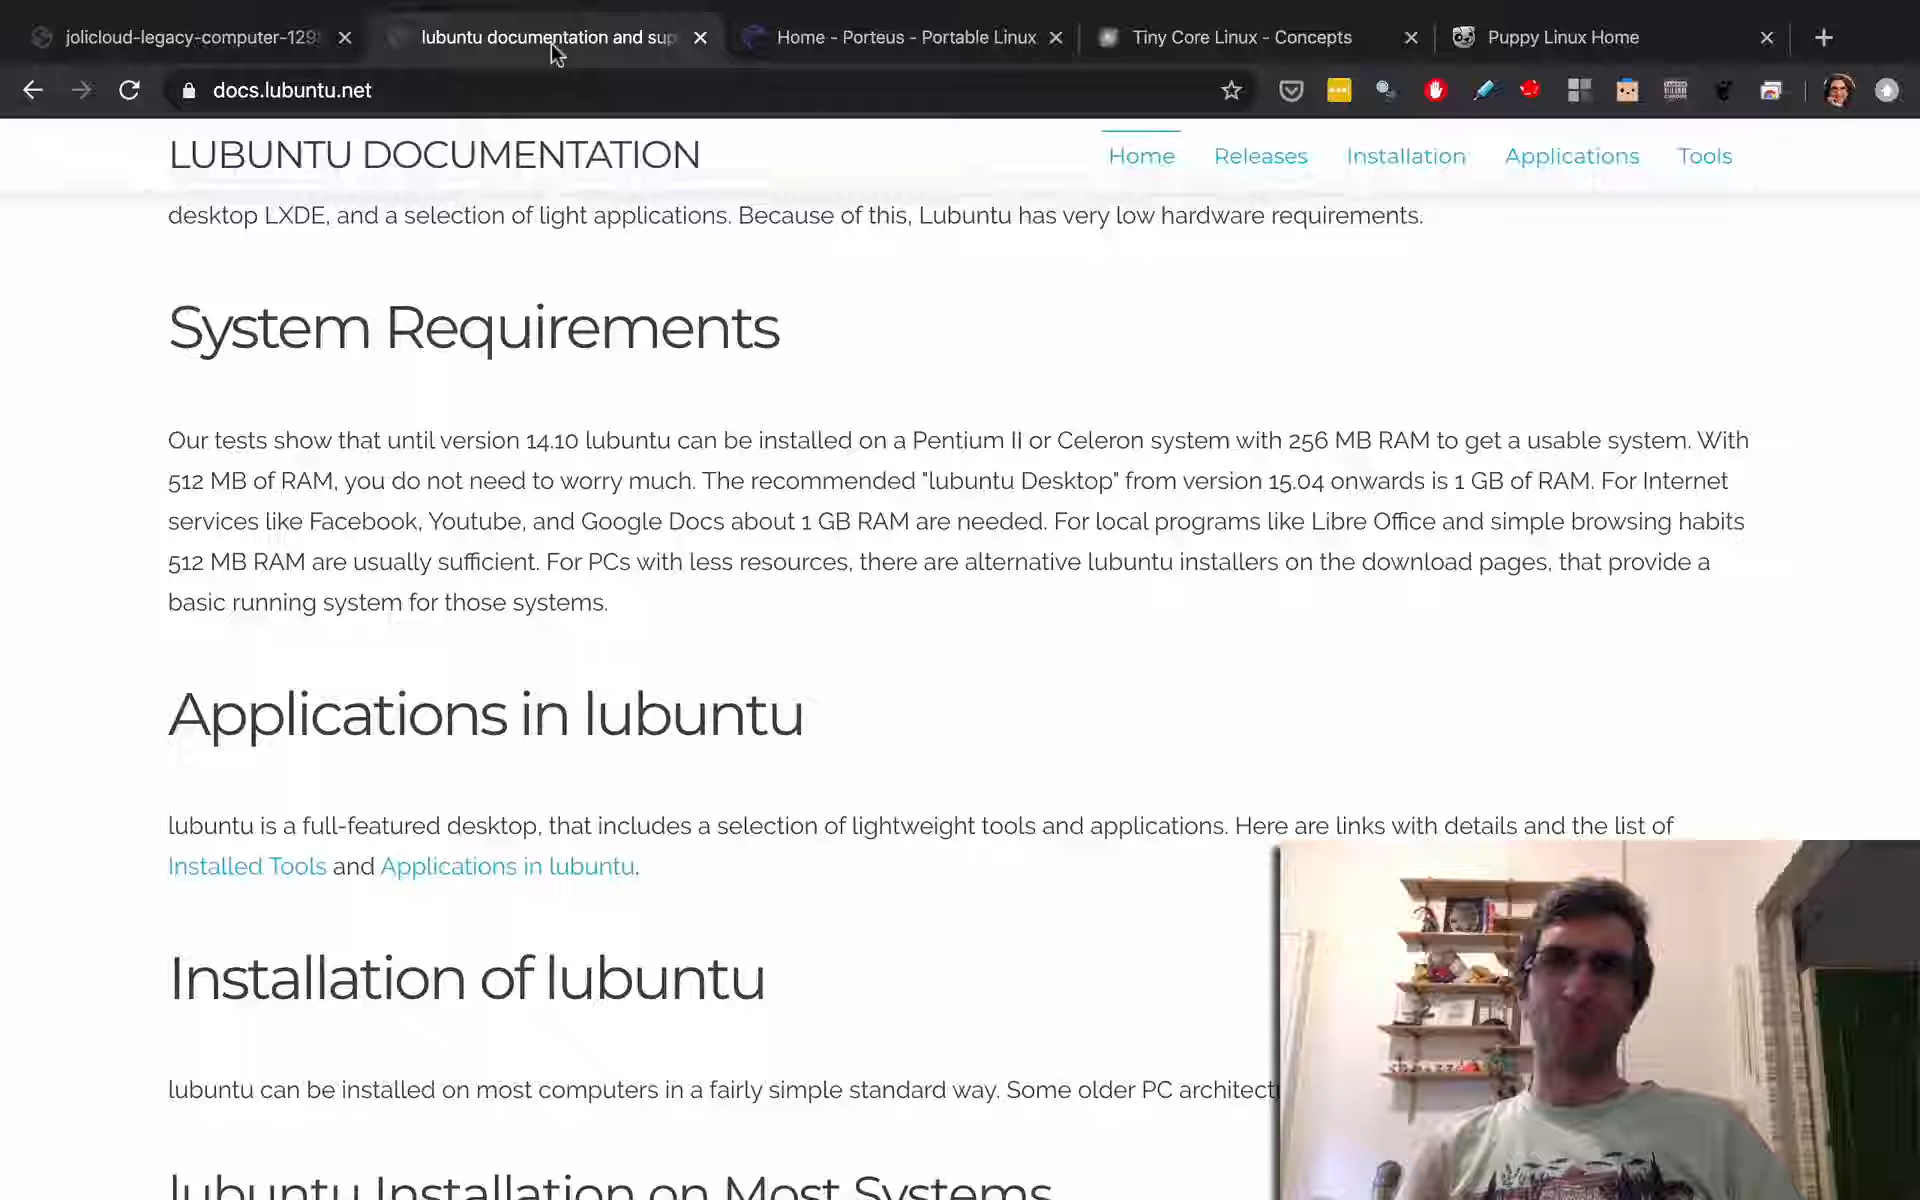 jolicloud-legacy-computer-129
lubuntu documentation and sup
Home - Porteus - Portable Linux
Tiny Core Linux - Concepts
Puppy Linux Home
docs.lubuntu.net
LUBUNTU DOCUMENTATION
Home
Releases
Installation
Applications
Tools
desktop LXDE, and a selection of light applications. Because of this, Lubuntu has very low hardware requirements.
System Requirements
Our tests show that until version 14.10 lubuntu can be installed on a Pentium II or Celeron system with 256 MB RAM to get a usable system. With
512 MB of RAM, you do not need to worry much. The recommended "lubuntu Desktop" from version 15.04 onwards is 1 GB of RAM. For Internet
services like Facebook, Youtube, and Google Docs about 1 GB RAM are needed. For local programs like Libre Office and simple browsing habits
512 MB RAM are usually sufficient. For PCs with less resources, there are alternative lubuntu installers on the download pages, that provide a
basic running system for those systems.
Applications in lubuntu
lubuntu is a full-featured desktop, that includes a selection of lightweight tools and applications. Here are links with details and the list of
Installed Tools and Applications in lubuntu.
Installation of lubuntu
lubuntu can be installed on most computers in a fairly simple standard way. Some older PC architect
lubuntu Installation on Most Systems